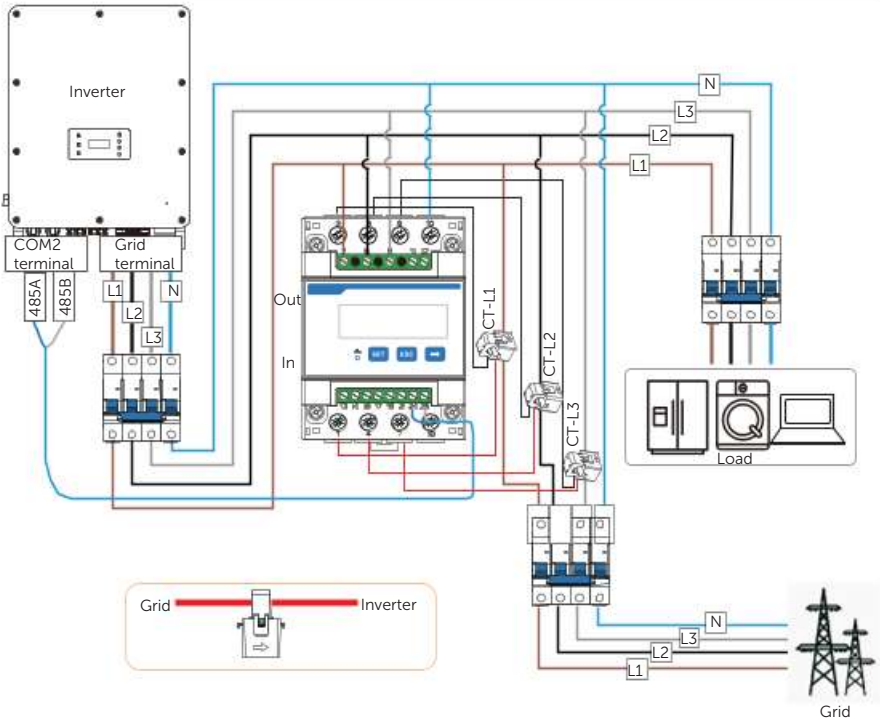 Inverter
COM2
terminal
Grid
terminal
485A
485B
L1
L2
L3
N
N
L3
L2
L1
Out
In
SET
ESC
CT-L1
CT-L2
CT-L3
Load
Grid
Inverter
N
L3
L2
L1
Grid